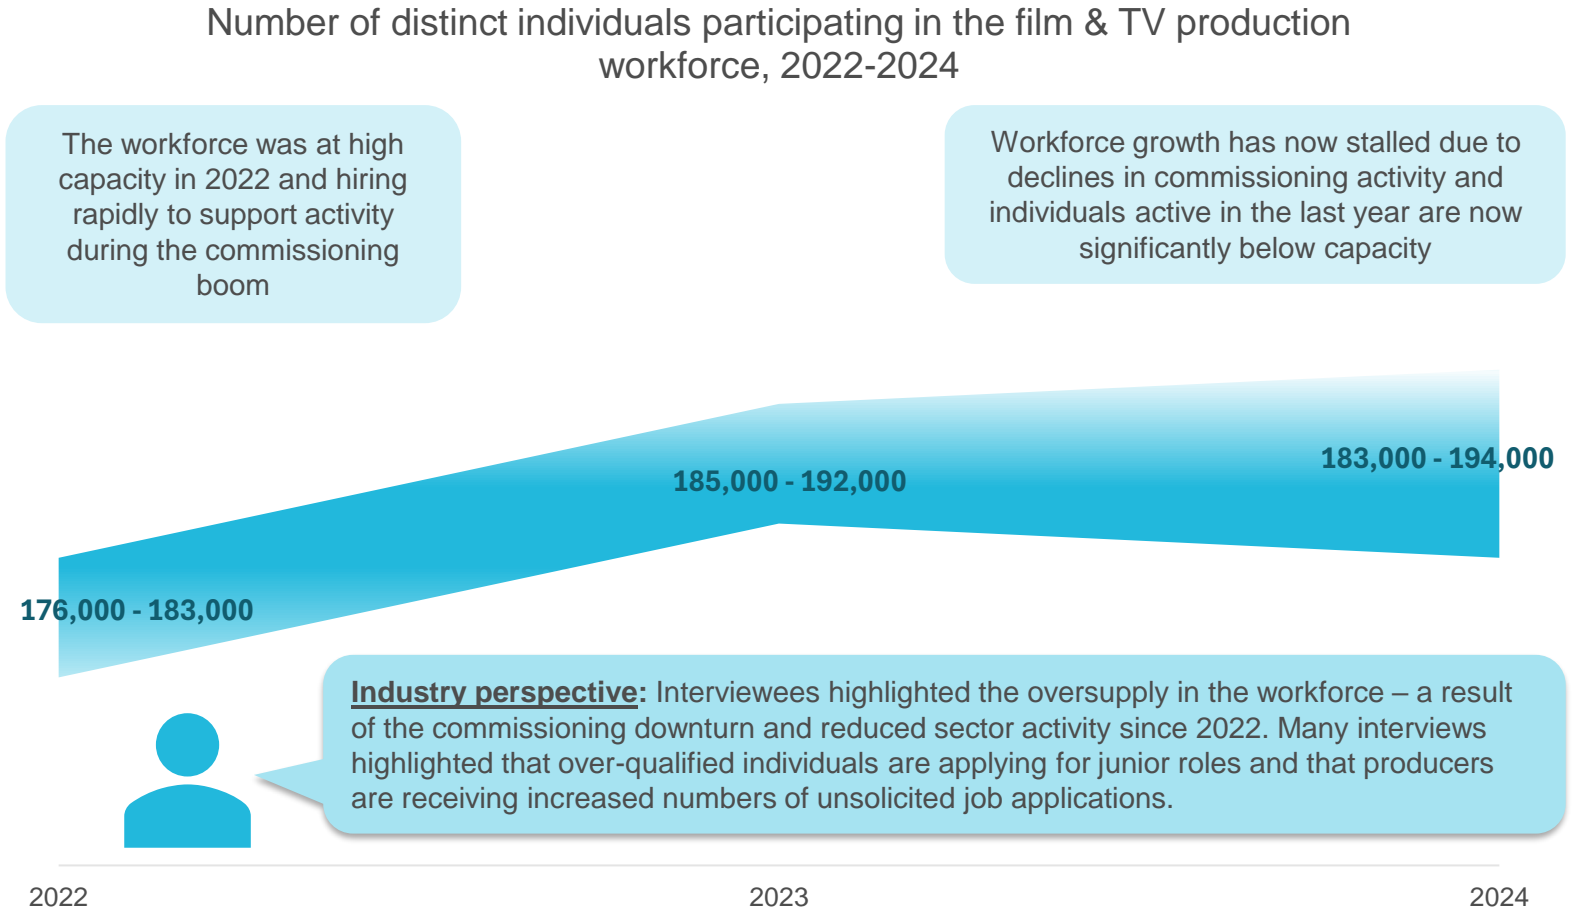 Number of distinct individuals participating in the film & TV production
workforce, 2022-2024
The workforce was at high
capacity in 2022 and hiring
rapidly to support activity
during the commissioning
boom
Workforce growth has now stalled due to
declines in commissioning activity and
individuals active in the last year are now
significantly below capacity
176,000 - 183,000
185,000 - 192,000
183,000 - 194,000
Industry perspective: Interviewees highlighted the oversupply in the workforce – a result
of the commissioning downturn and reduced sector activity since 2022. Many interviews
highlighted that over-qualified individuals are applying for junior roles and that producers
are receiving increased numbers of unsolicited job applications.
2022
2023
2024